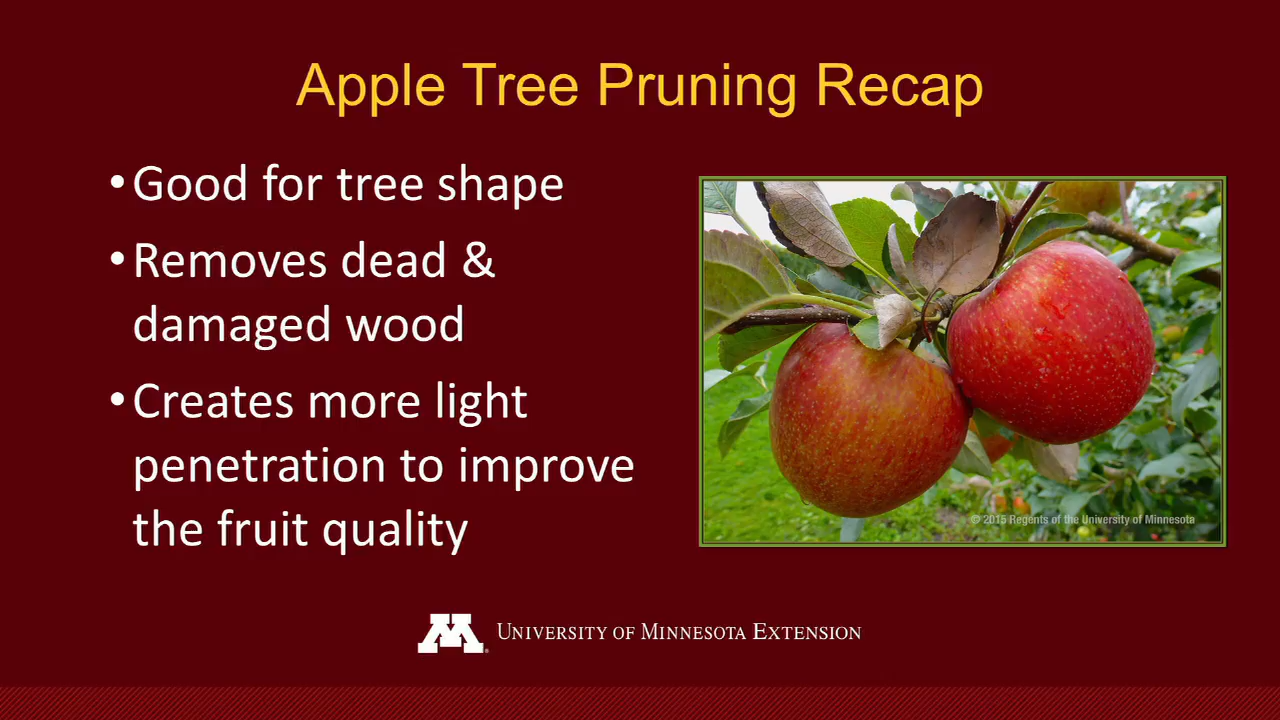 Apple Tree Pruning Recap
•Good for tree shape
•Removes dead &
damaged wood
•Creates more light
penetration to improve
the fruit quality
© 2015 Regents of the University of Minnesota
M
University of Minnesota Extension